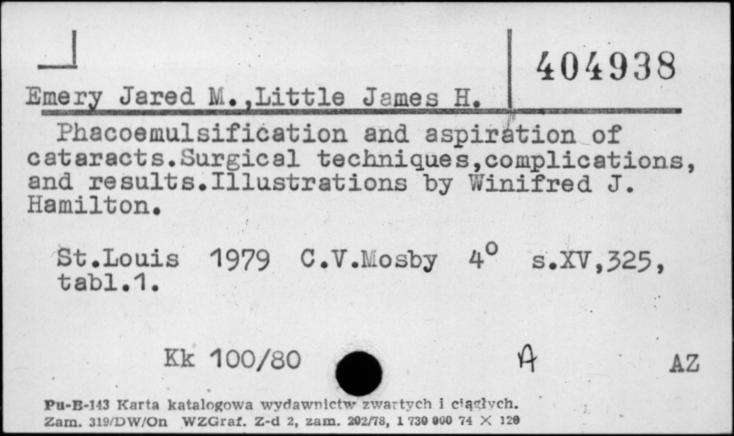 404938
Emery Jared M.,Little James H.
Phacoemulsification and aspiration of
cataracts.Surgical techniques,complications,
and results.Illustrations by Winifred J.
Hamilton.
St.Louis 1979 C.V.Mosby 4° s.XV,325,
tabl.1.
Kk 100/80 A AZ
Pu-B-143 Karta katalogowa wydawnictw zwartych i ciągłych.
Zam. 319/DW/On WZGraf. Z-d 2, zam. 202/78, 1 730 000 74 × 120